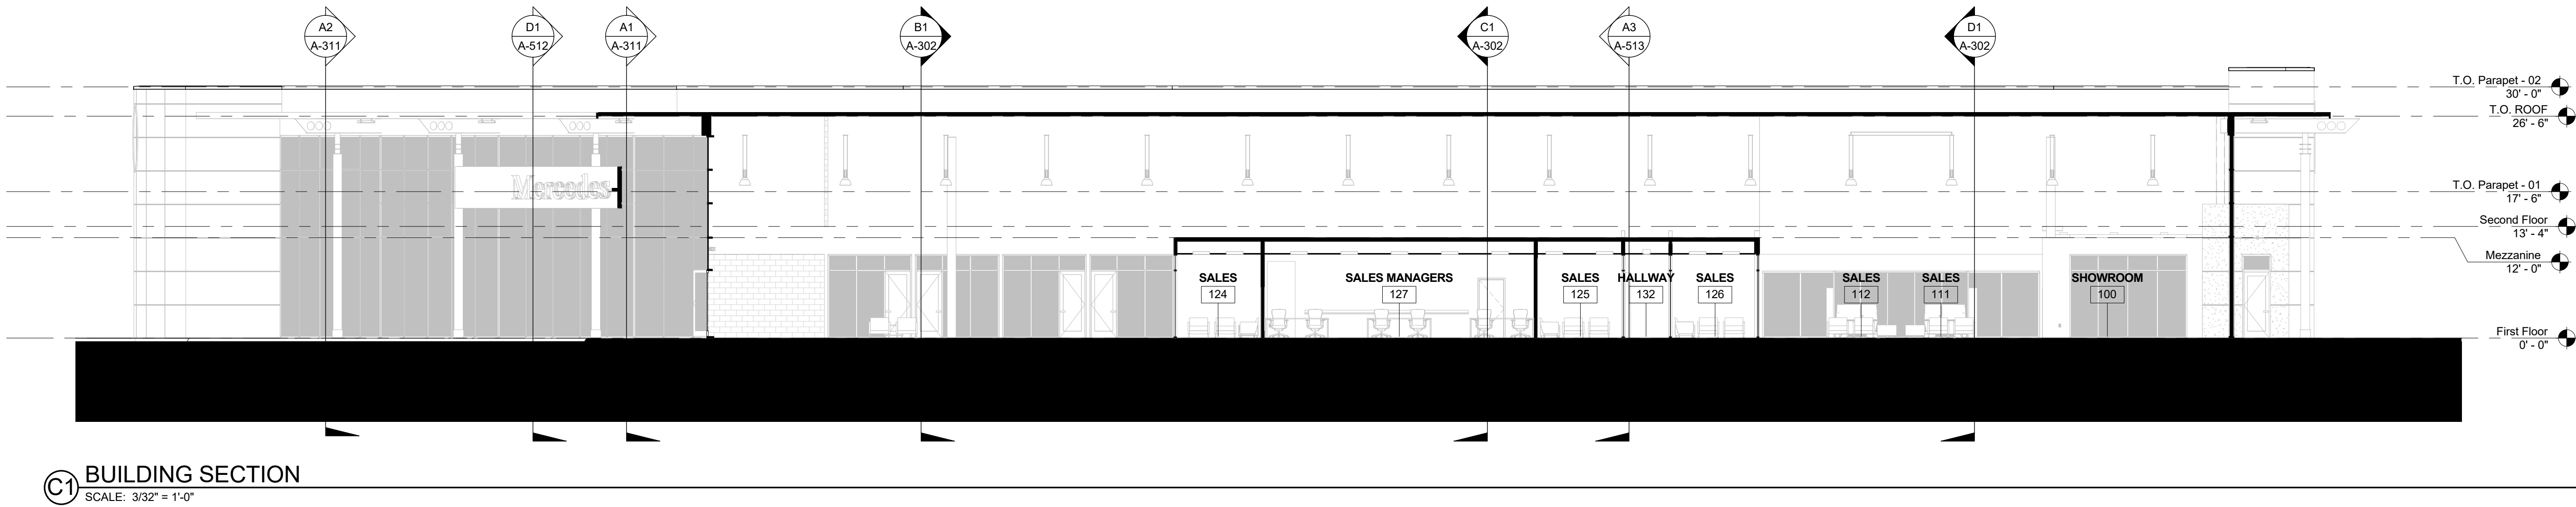 A2
A-311
D1
A-512
A1
A-311
B1
A-302
C1
A-302
A3
A-513
D1
A-302
T.O. Parapet - 02
30' - 0"
T.O. ROOF
26' - 6"
T.O. Parapet - 01
17' - 6"
Second Floor
13' - 4"
Mezzanine
12' - 0"
First Floor
0' - 0"
Mercedes
SALES
124
SALES MANAGERS
127
SALES
125
HALLWAY
132
SALES
126
SALES
112
SALES
111
SHOWROOM
100
C1
BUILDING SECTION
SCALE: 3/32" = 1'-0"